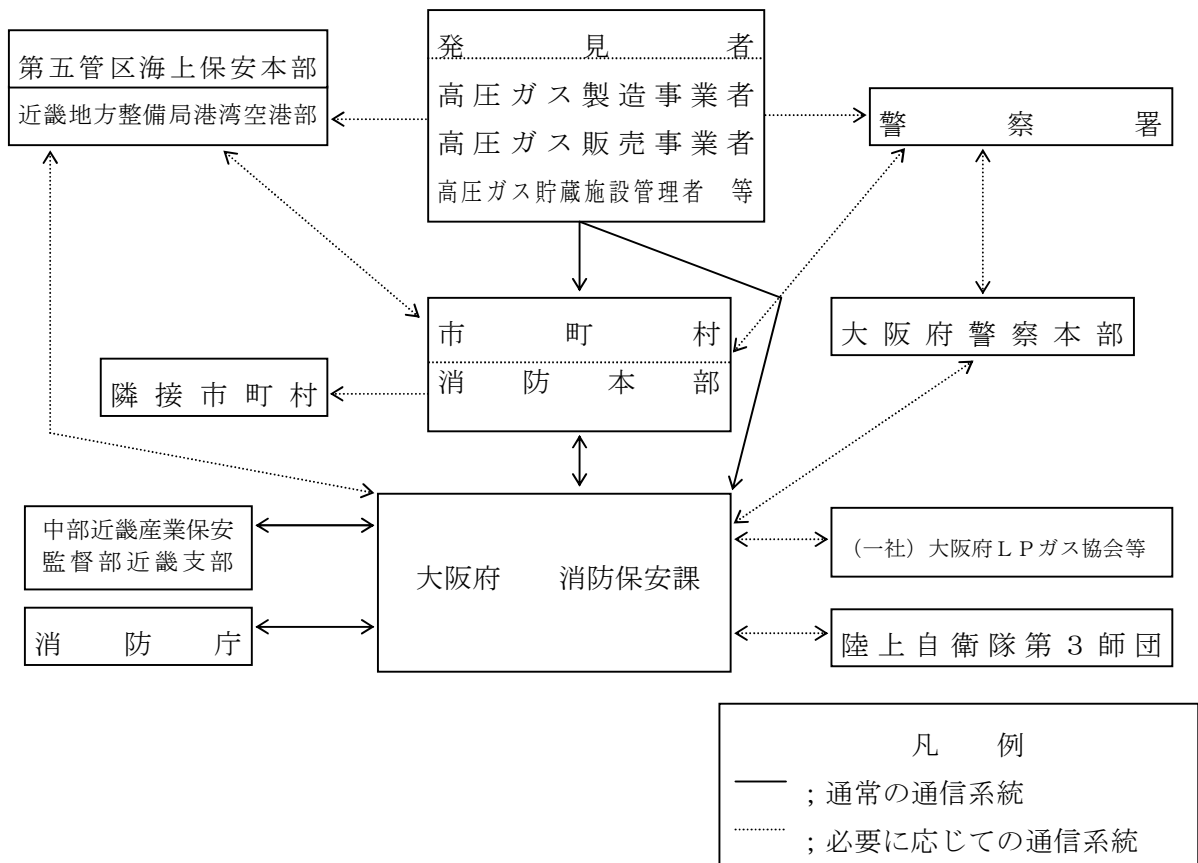 第五管区海上保安本部
近畿地方整備局港湾空港部
発見者
高圧ガス製造事業者
高圧ガス販売事業者
高圧ガス貯蔵施設管理者 等
警察署
市町村
消防本部
大阪府警察本部
隣接市町村
中部近畿産業保安
監督部近畿支部
大阪府 消防保安課
(一社)大阪府LPガス協会等
消防庁
陸上自衛隊第3師団
凡例
;通常の通信系統
;必要に応じての通信系統